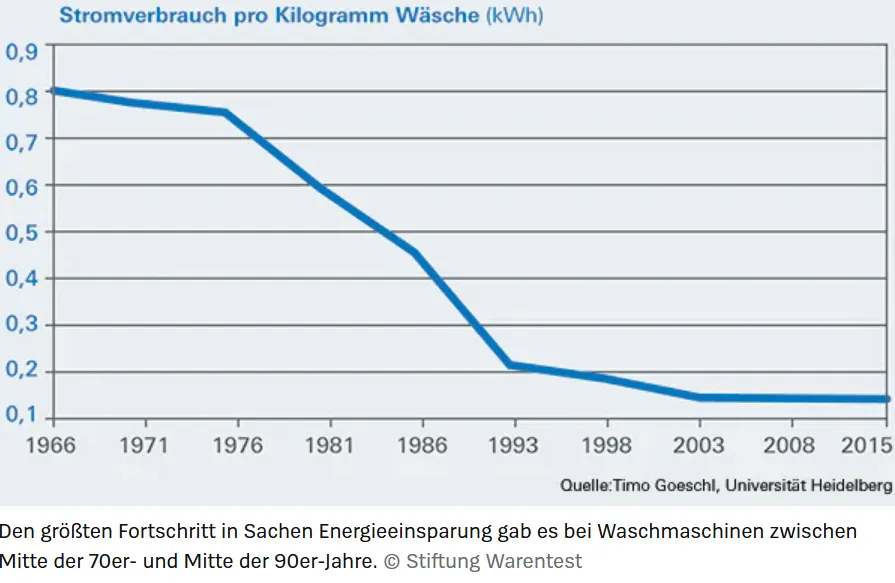 Stromverbrauch pro Kilogramm Wäsche (kWh)
0,9
0,8
0,7
0,6
0,5
0,4
0,3
0,2
0,1
1966 1971 1976 1981 1986 1993 1998 2003 2008 2015
Quelle:Timo Goeschl, Universität Heidelberg
Den größten Fortschritt in Sachen Energieeinsparung gab es bei Waschmaschinen zwischen
Mitte der 70er- und Mitte der 90er-Jahre. © Stiftung Warentest